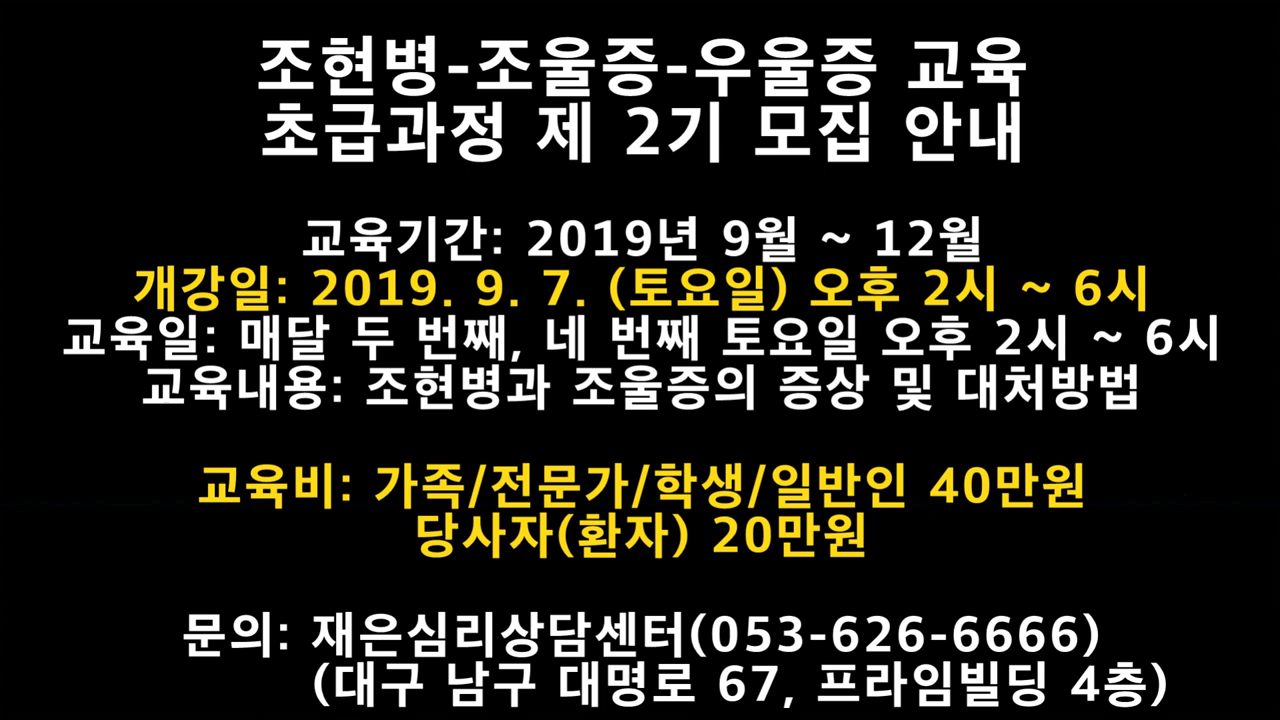 조현병-조울증-우울증 교육
초급과정 제 2기 모집 안내
교육기간: 2019년 9월 ~ 12월
개강일: 2019. 9. 7. (토요일) 오후 2시 ~ 6시
교육일: 매달 두 번째, 네 번째 토요일 오후 2시 ~ 6시
교육내용: 조현병과 조울증의 증상 및 대처방법
교육비: 가족/전문가/학생/일반인 40만원
당사자(환자) 20만원
문의: 재은심리상담센터(053-626-6666)
(대구 남구 대명로 67, 프라임빌딩 4층)